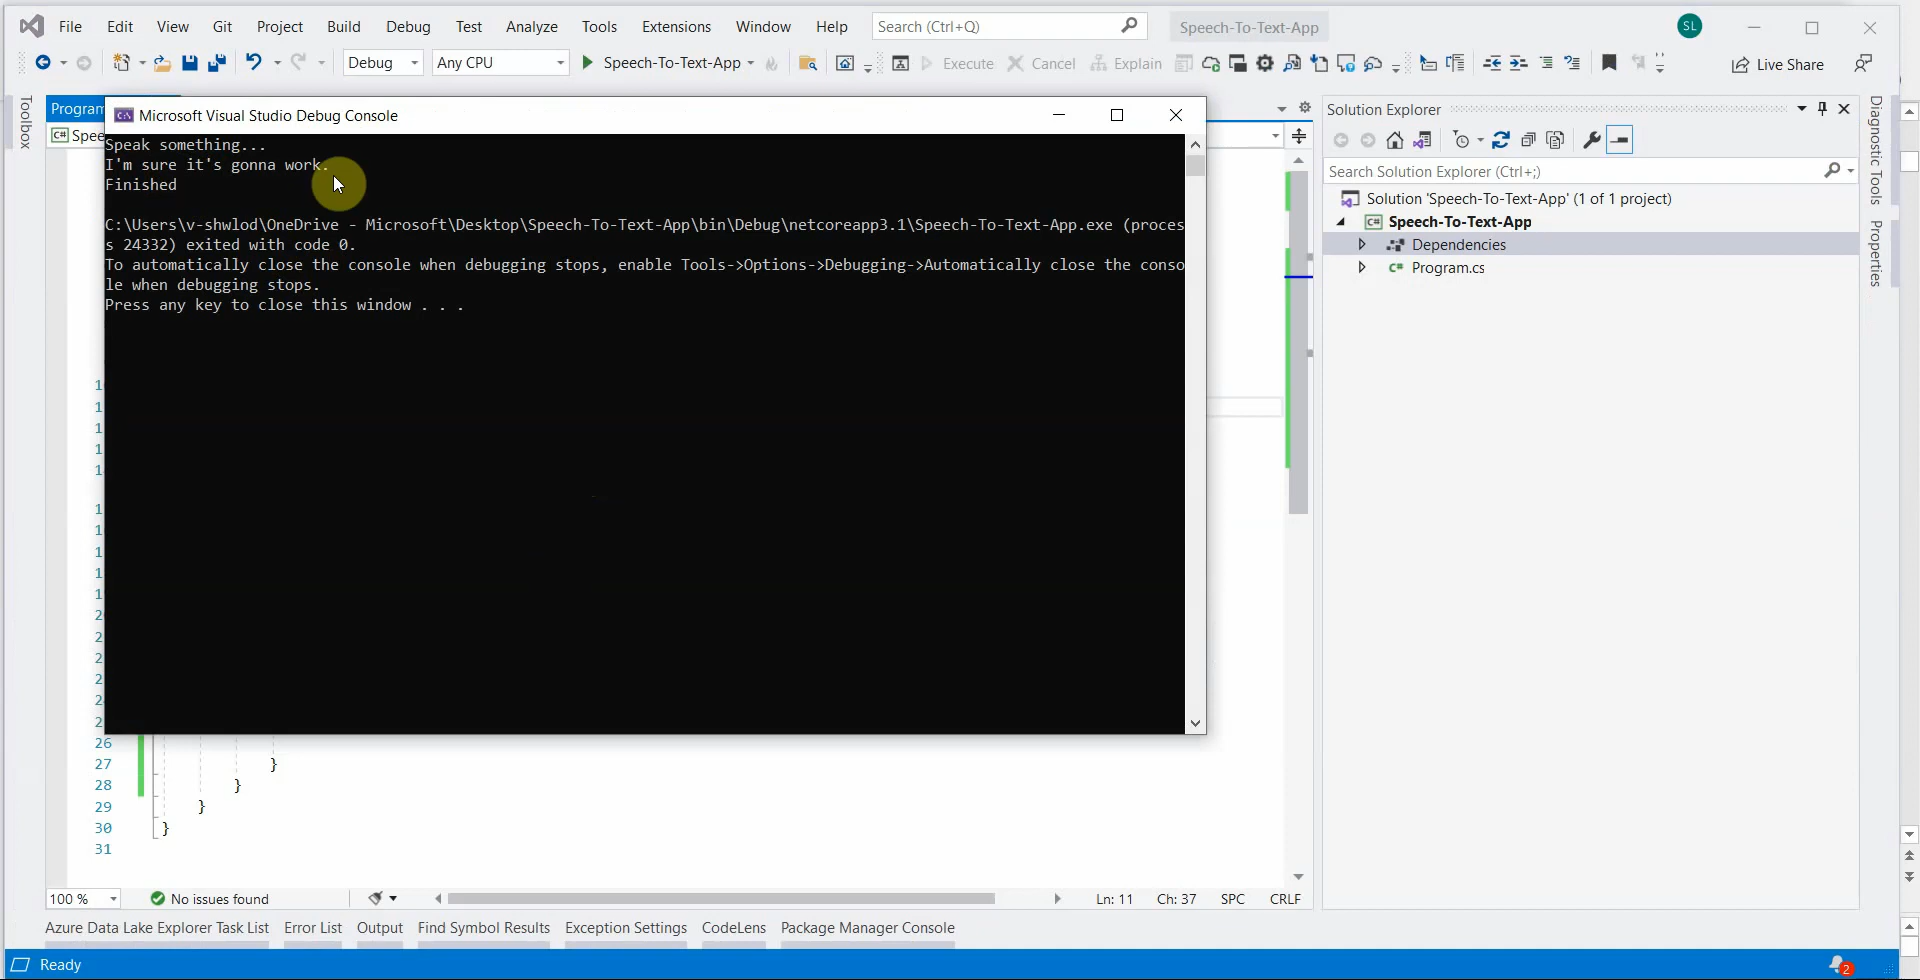 File Edit View Git Project Build Debug Test Analyze Tools Extensions Window Help Search (Ctrl+Q) Speech-To-Text-App SL
Debug Any CPU Speech-To-Text-App Execute Cancel Explain Live Share
Toolbox
Program
Spee
Microsoft Visual Studio Debug Console
Speak something...
I'm sure it's gonna work.
Finished
C:\Users\v-shwlod\OneDrive - Microsoft\Desktop\Speech-To-Text-App\bin\Debug\netcoreapp3.1\Speech-To-Text-App.exe (proces
s 24332) exited with code 0.
To automatically close the console when debugging stops, enable Tools->Options->Debugging->Automatically close the conso
le when debugging stops.
Press any key to close this window . . .
26
27 }
28 }
29 }
30 }
31
100 % No issues found Ln: 11 Ch: 37 SPC CRLF
Solution Explorer
Search Solution Explorer (Ctrl+;)
Solution 'Speech-To-Text-App' (1 of 1 project)
C# Speech-To-Text-App
Dependencies
C# Program.cs
Diagnostic Tools
Properties
Azure Data Lake Explorer Task List Error List Output Find Symbol Results Exception Settings CodeLens Package Manager Console
Ready 2